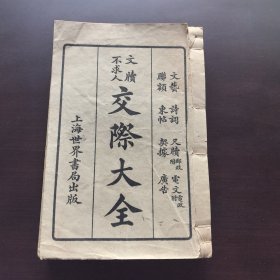 文藝 詩詞 尺牘 電文
聯額 柬帖 契據 廣告
文牘
不求人
交際大全
上海世界書局出版